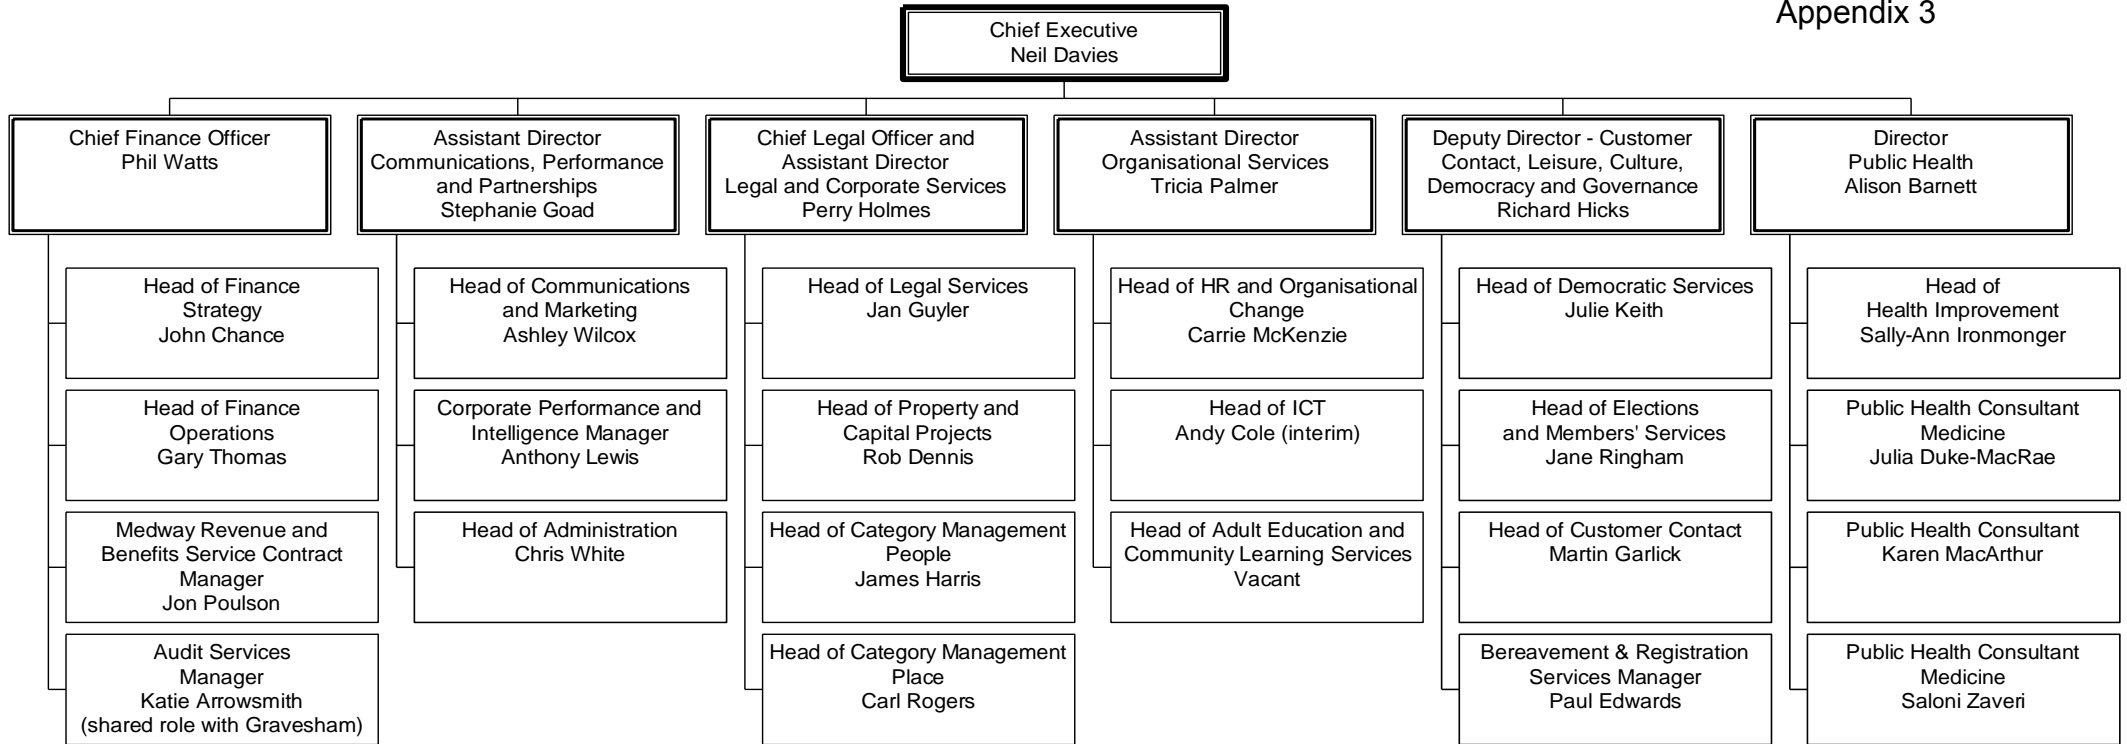 Appendix 3
Chief Executive
Neil Davies
Chief Finance Officer
Phil Watts
Assistant Director
Communications, Performance
and Partnerships
Stephanie Goad
Chief Legal Officer and
Assistant Director
Legal and Corporate Services
Perry Holmes
Assistant Director
Organisational Services
Tricia Palmer
Deputy Director - Customer
Contact, Leisure, Culture,
Democracy and Governance
Richard Hicks
Director
Public Health
Alison Barnett
Head of Finance
Strategy
John Chance
Head of Communications
and Marketing
Ashley Wilcox
Head of Legal Services
Jan Guyler
Head of HR and Organisational
Change
Carrie McKenzie
Head of Democratic Services
Julie Keith
Head of
Health Improvement
Sally-Ann Ironmonger
Head of Finance
Operations
Gary Thomas
Corporate Performance and
Intelligence Manager
Anthony Lewis
Head of Property and
Capital Projects
Rob Dennis
Head of ICT
Andy Cole (interim)
Head of Elections
and Members' Services
Jane Ringham
Public Health Consultant
Medicine
Julia Duke-MacRae
Medway Revenue and
Benefits Service Contract
Manager
Jon Poulson
Head of Administration
Chris White
Head of Category Management
People
James Harris
Head of Adult Education and
Community Learning Services
Vacant
Head of Customer Contact
Martin Garlick
Public Health Consultant
Karen MacArthur
Audit Services
Manager
Katie Arrowsmith
(shared role with Gravesham)
Head of Category Management
Place
Carl Rogers
Bereavement & Registration
Services Manager
Paul Edwards
Public Health Consultant
Medicine
Saloni Zaveri